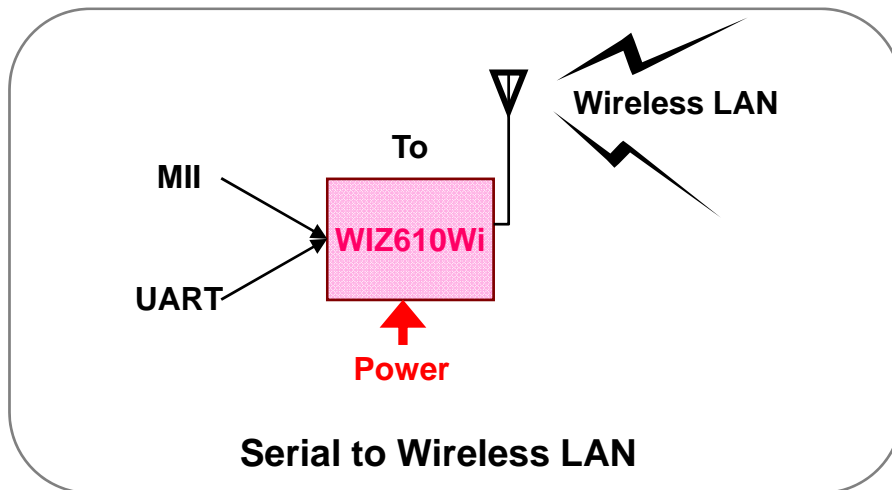 Wireless LAN
To
MII
WIZ610Wi
UART
Power
Serial to Wireless LAN